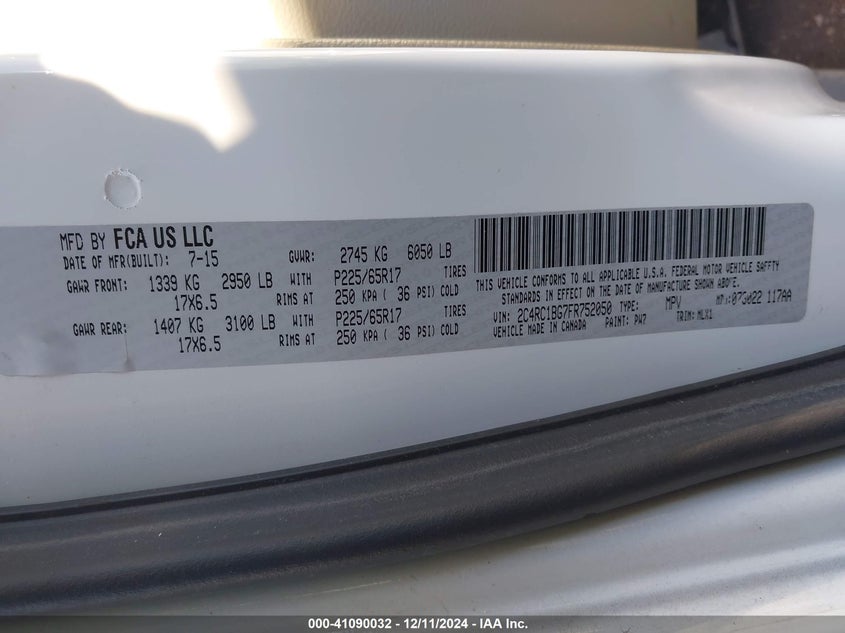 MFD BY FCA US LLC
DATE OF MFR(BUILT): 7-15 GVWR: 2745 KG 6050 LB
GAWR FRONT: 1339 KG 2950 LB WITH P225/65R17 TIRES
17X6.5 RIMS AT 250 KPA ( 36 PSI) COLD
GAWR REAR: 1407 KG 3100 LB WITH P225/65R17 TIRES
17X6.5 RIMS AT 250 KPA ( 36 PSI) COLD
THIS VEHICLE CONFORMS TO ALL APPLICABLE U.S.A. FEDERAL MOTOR VEHICLE SAFETY
STANDARDS IN EFFECT ON THE DATE OF MANUFACTURE SHOWN ABOVE.
VIN: 2C4RC1BG7FR752050 TYPE: MPV 07G022 117AA
VEHICLE MADE IN CANADA PAINT: PW7 TRIM: MLX1
000-41090032 - 12/11/2024 - IAA Inc.